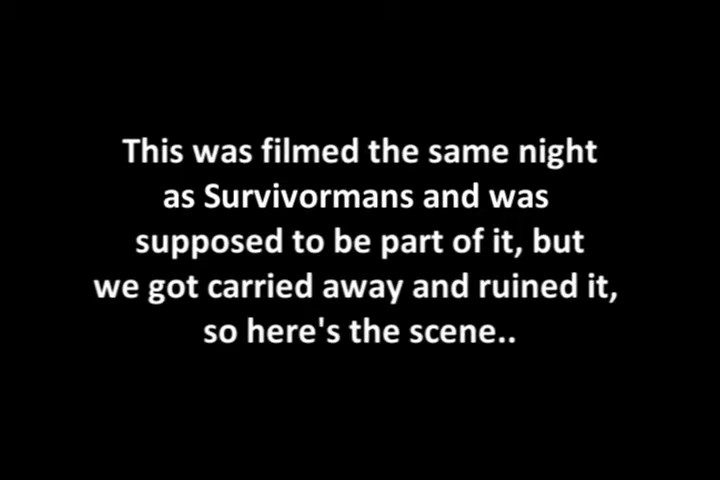 This was filmed the same night
as Survivormans and was
supposed to be part of it, but
we got carried away and ruined it,
so here's the scene..